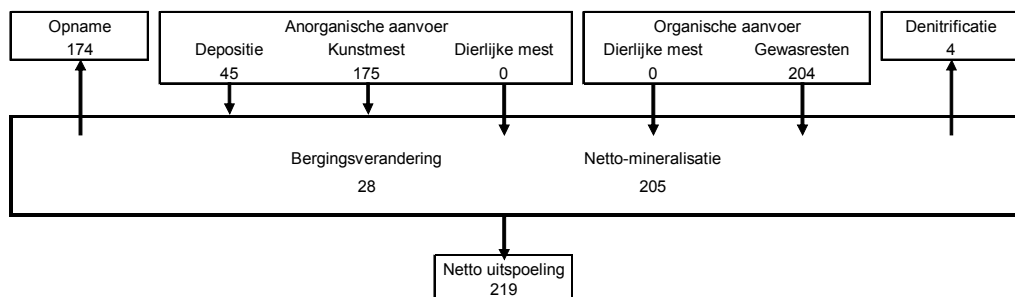 Opname
174
Anorganische aanvoer
Depositie Kunstmest Dierlijke mest
45 175 0
Organische aanvoer
Dierlijke mest Gewasresten
0 204
Denitrificatie
4
Bergingsverandering
28
Netto-mineralisatie
205
Netto uitspoeling
219